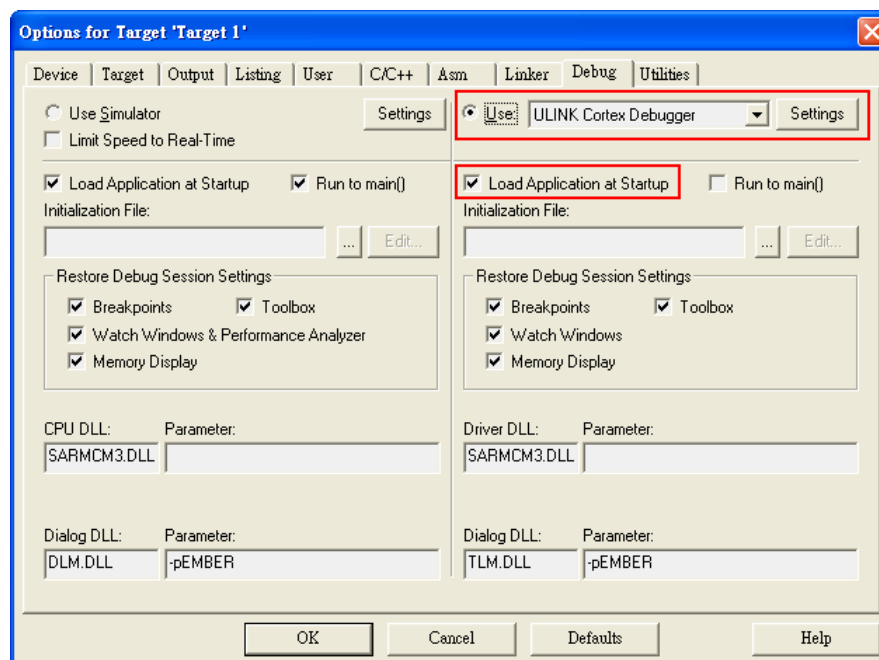 Options for Target 'Target 1'
Device Target Output Listing User C/C++ Asm Linker Debug Utilities
Use Simulator Settings
Limit Speed to Real-Time
Use: ULINK Cortex Debugger Settings
Load Application at Startup Run to main()
Initialization File:
... Edit...
Restore Debug Session Settings
Breakpoints Toolbox
Watch Windows & Performance Analyzer
Memory Display
Load Application at Startup Run to main()
Initialization File:
... Edit...
Restore Debug Session Settings
Breakpoints Toolbox
Watch Windows
Memory Display
CPU DLL: Parameter:
SARMCM3.DLL
Driver DLL: Parameter:
SARMCM3.DLL
Dialog DLL: Parameter:
DLM.DLL -pEMBER
Dialog DLL: Parameter:
TLM.DLL -pEMBER
OK Cancel Defaults Help